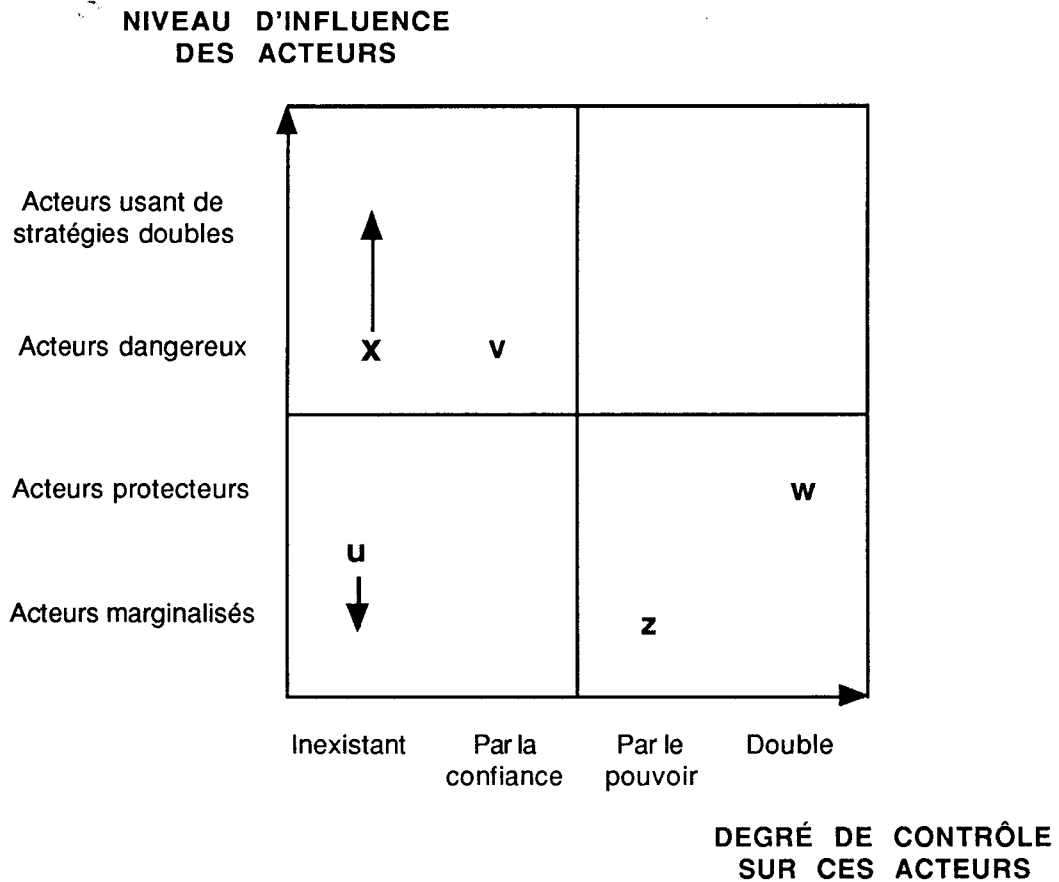 NIVEAU D'INFLUENCE
DES ACTEURS
Acteurs usant de
stratégies doubles
Acteurs dangereux
X
v
Acteurs protecteurs
w
u
Acteurs marginalisés
z
Inexistant
Par la
confiance
Par le
pouvoir
Double
DEGRÉ DE CONTRÔLE
SUR CES ACTEURS